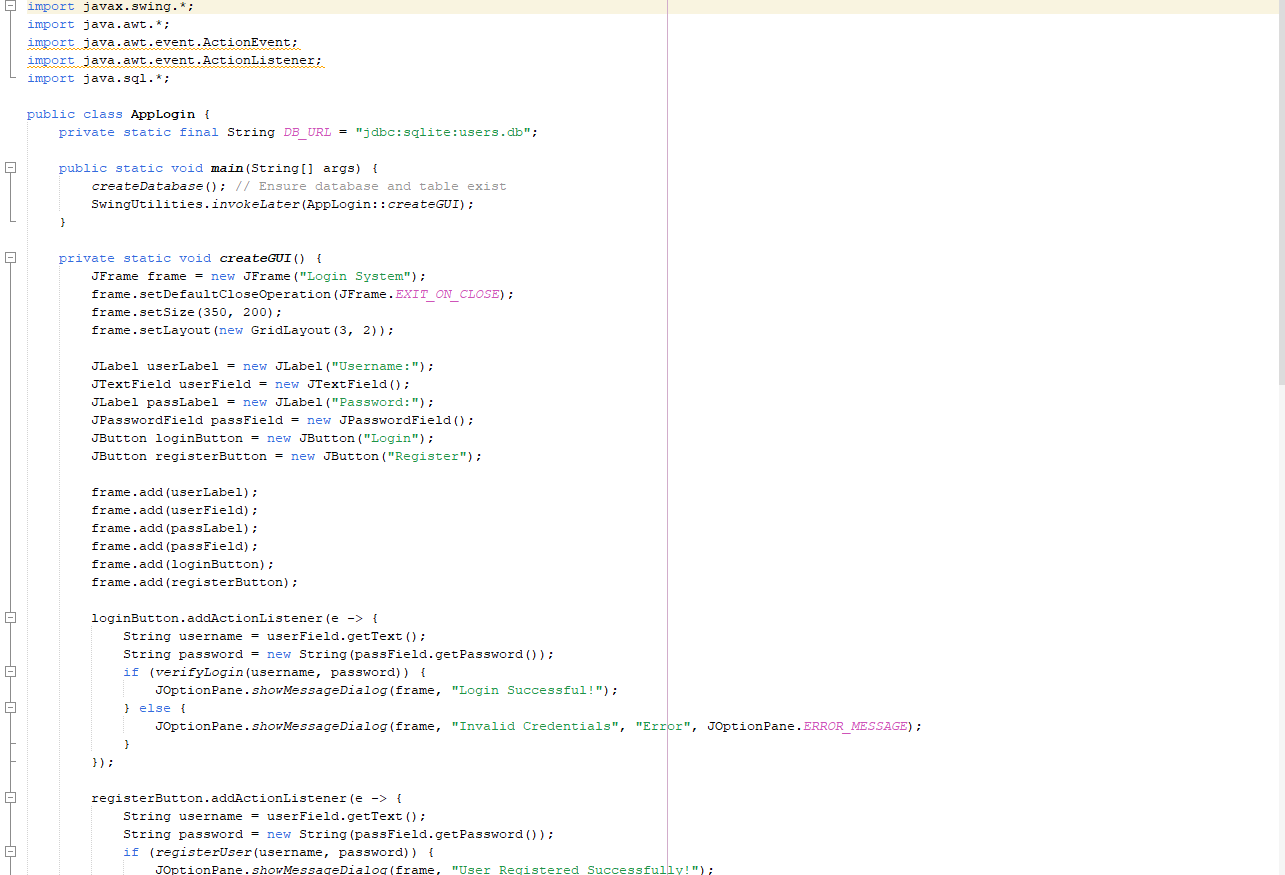 import javax.swing.*;
import java.awt.*;
import java.awt.event.ActionEvent;
import java.awt.event.ActionListener;
import java.sql.*;

public class AppLogin {
    private static final String DB_URL = "jdbc:sqlite:users.db";

    public static void main(String[] args) {
        createDatabase(); // Ensure database and table exist
        SwingUtilities.invokeLater(AppLogin::createGUI);
    }

    private static void createGUI() {
        JFrame frame = new JFrame("Login System");
        frame.setDefaultCloseOperation(JFrame.EXIT_ON_CLOSE);
        frame.setSize(350, 200);
        frame.setLayout(new GridLayout(3, 2));

        JLabel userLabel = new JLabel("Username:");
        JTextField userField = new JTextField();
        JLabel passLabel = new JLabel("Password:");
        JPasswordField passField = new JPasswordField();
        JButton loginButton = new JButton("Login");
        JButton registerButton = new JButton("Register");

        frame.add(userLabel);
        frame.add(userField);
        frame.add(passLabel);
        frame.add(passField);
        frame.add(loginButton);
        frame.add(registerButton);

        loginButton.addActionListener(e -> {
            String username = userField.getText();
            String password = new String(passField.getPassword());
            if (verifyLogin(username, password)) {
                JOptionPane.showMessageDialog(frame, "Login Successful!");
            } else {
                JOptionPane.showMessageDialog(frame, "Invalid Credentials", "Error", JOptionPane.ERROR_MESSAGE);
            }
        });

        registerButton.addActionListener(e -> {
            String username = userField.getText();
            String password = new String(passField.getPassword());
            if (registerUser(username, password)) {
                JOptionPane.showMessageDialog(frame, "User Registered Successfully!");